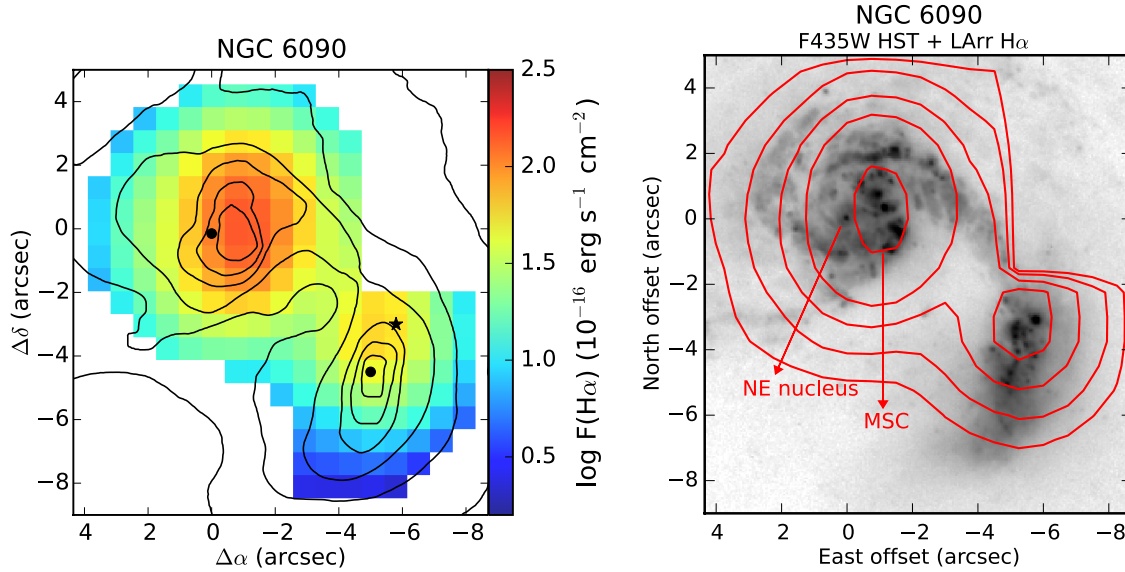 NGC 6090
4
2
0
−2
−4
−6
−8
4 2 0 −2 −4 −6 −8
Δα (arcsec)
Δδ (arcsec)
2.5
2.0
1.5
1.0
0.5
log F(Hα) (10⁻¹⁶ erg s⁻¹ cm⁻²)
NGC 6090
F435W HST + LArr Hα
4
2
0
−2
−4
−6
−8
NE nucleus
MSC
4 2 0 −2 −4 −6 −8
East offset (arcsec)
North offset (arcsec)